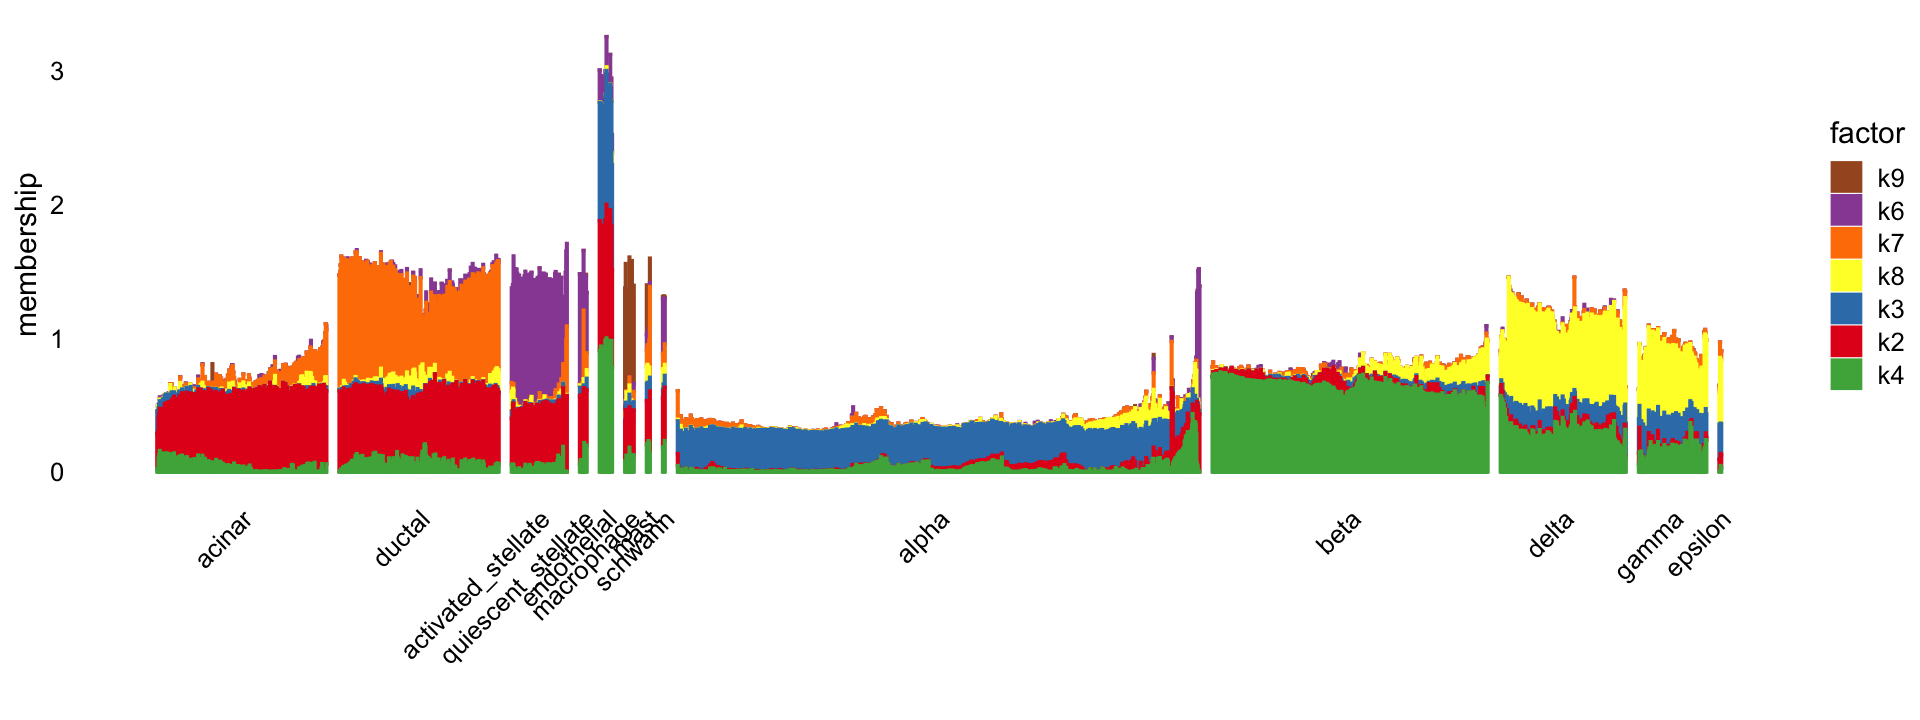 membership
3
2
1
0
acinar
ductal
activated_stellate
quiescent_stellate
endothelial
macrophage
mast
schwann
alpha
beta
delta
gamma
epsilon
factor
k9
k6
k7
k8
k3
k2
k4